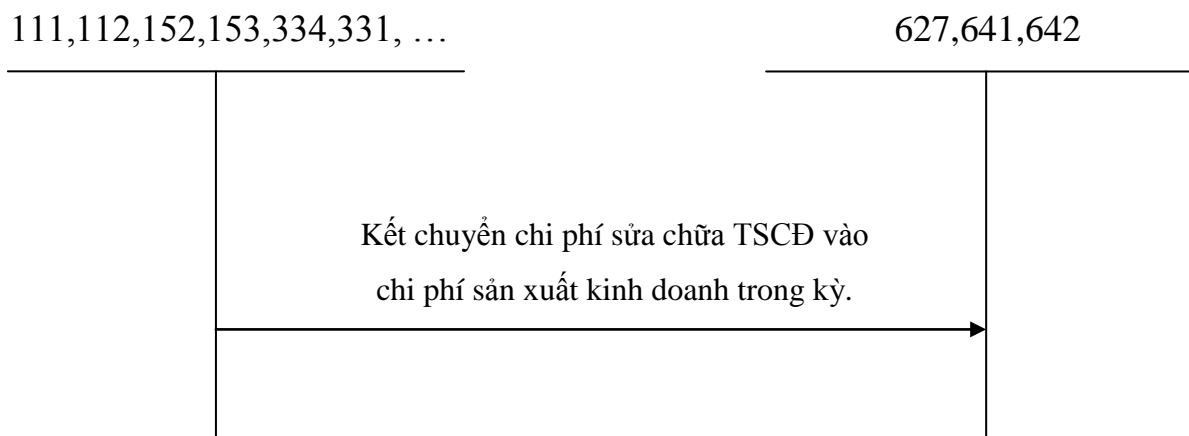 111,112,152,153,334,331, …
627,641,642
Kết chuyển chi phí sửa chữa TSCĐ vào
chi phí sản xuất kinh doanh trong kỳ.